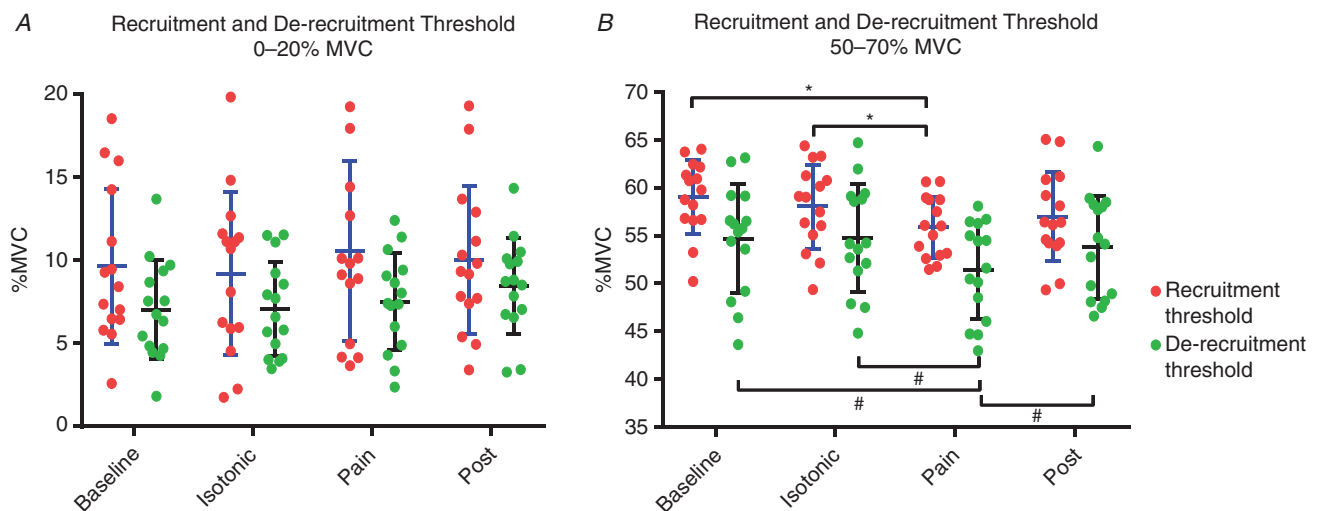 A
Recruitment and De-recruitment Threshold
0–20% MVC
%MVC
20
15
10
5
0
Baseline
Isotonic
Pain
Post
B
Recruitment and De-recruitment Threshold
50–70% MVC
%MVC
70
65
60
55
50
45
40
35
*
*
#
#
#
Baseline
Isotonic
Pain
Post
Recruitment
threshold
De-recruitment
threshold